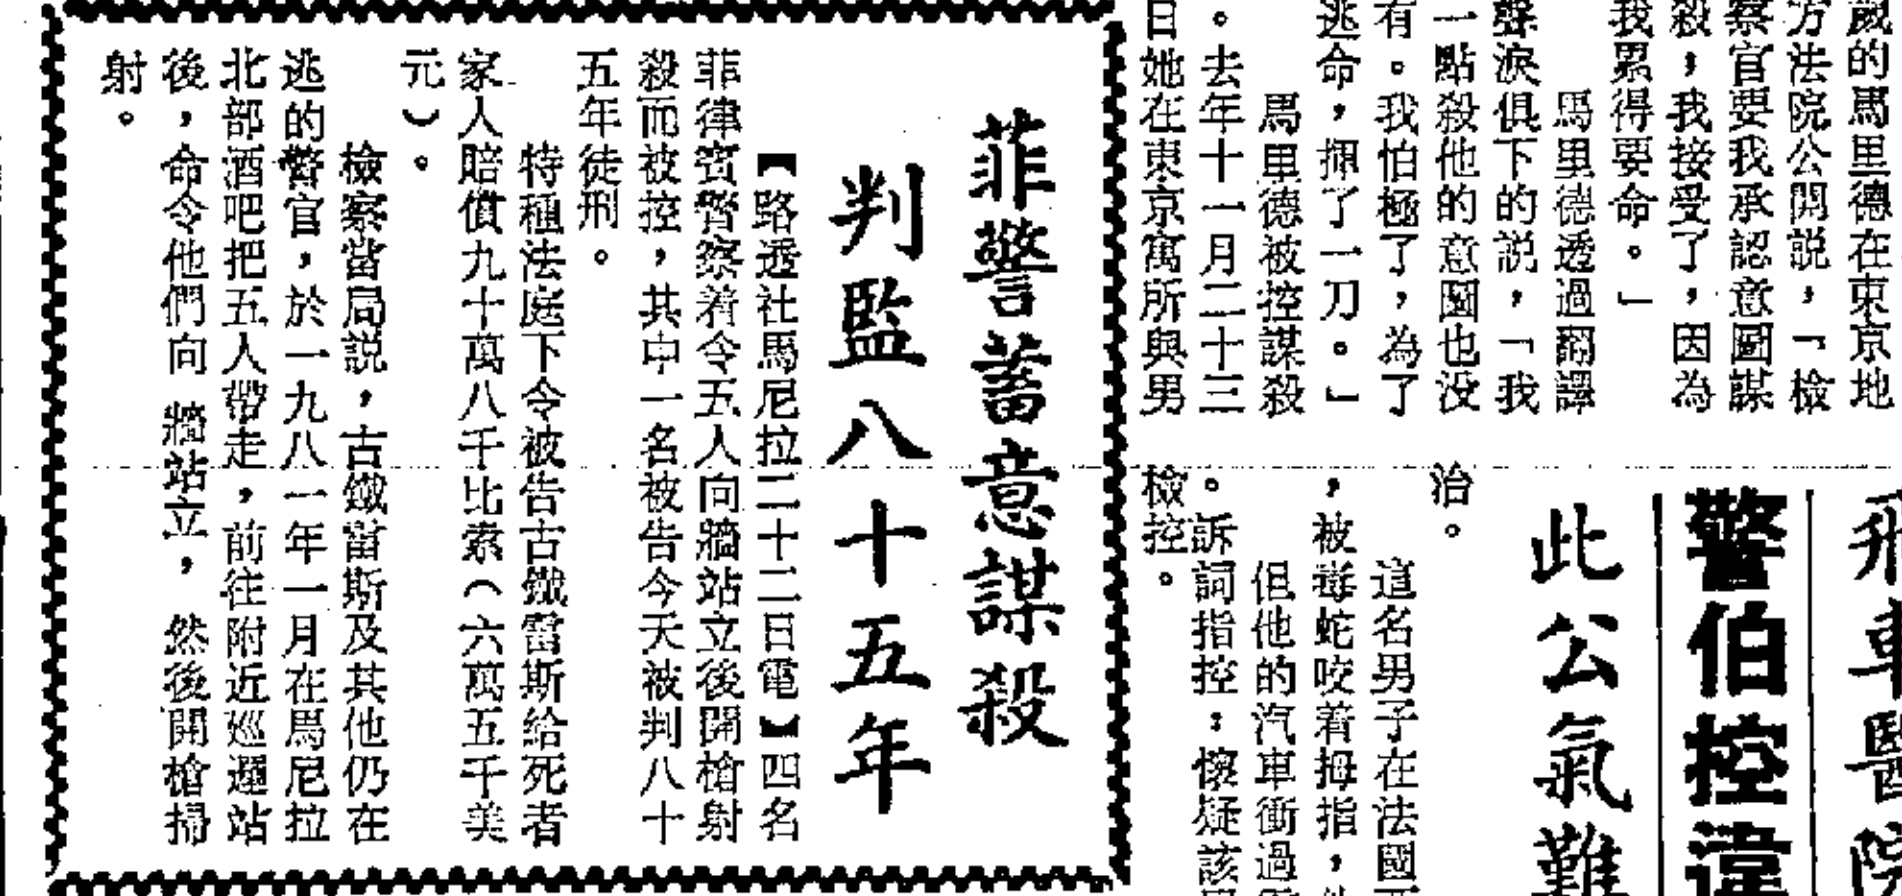 菲警蓄意謀殺
判監八十五年
【路透社馬尼拉二十二日電】四名
菲律賓警察着令五人向牆站立後開槍射
殺而被控，其中一名被告今天被判八十
五年徒刑。
特種法庭下令被告古鐵雷斯給死者
家人賠償九十萬八千比索（六萬五千美
元）。
檢察當局説，古鐵雷斯及其他仍在
逃的警官，於一九八一年一月在馬尼拉
北部酒吧把五人帶走，前往附近巡邏站
後，命令他們向牆站立，然後開槍掃
射。
歲的馬里德在東京地
方法院公開説，「檢
察官要我承認意圖謀
殺，我接受了，因為
我累得要命。」
馬里德透過翻譯
聲淚俱下的説，「我
一點殺他的意圖也没
有。我怕極了，為了
逃命，揮了一刀。」
馬里德被控謀殺
。去年十一月二十三
日她在東京寓所與男
飛車醫院
警伯控違
此公氣難
治。
這名男子在法國
，被毒蛇咬着拇指，
但他的汽車衝過
。訴詞指控：懷疑該
檢控。